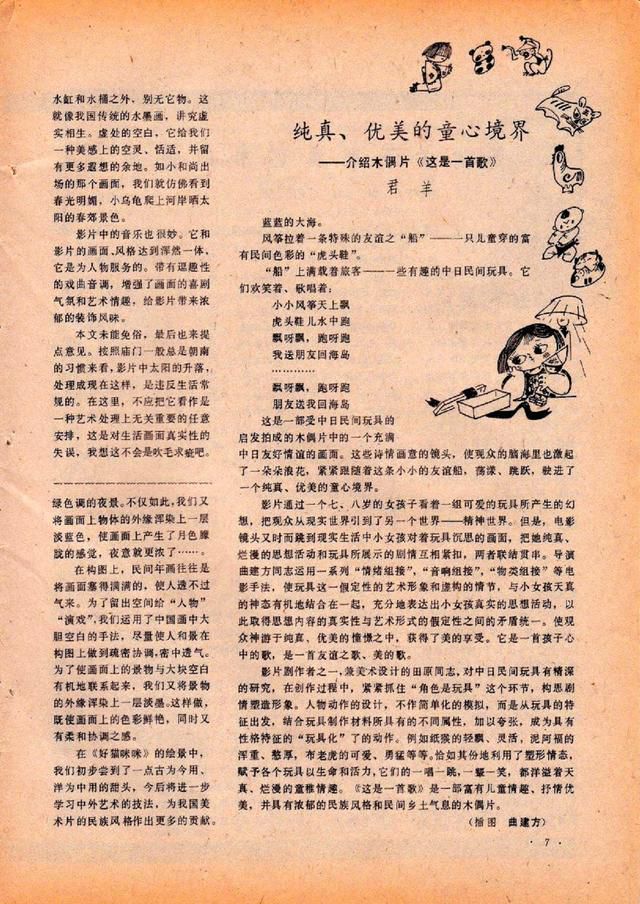 水缸和水桶之外，别无它物。这
就像我国传统的水墨画，讲究虚
实相生。虚处的空白，它给我们
一种美感上的空灵、恬适，并留
有更多遐想的余地。如小和尚出
场的那个画面，我们就仿佛看到
春光明媚，小乌龟爬上河岸晒太
阳的春郊景色。
影片中的音乐也很妙。它和
影片的画面、风格达到浑然一体，
它是为人物服务的。带有逗趣性
的戏曲音调，增强了画面的喜剧
气氛和艺术情趣，给影片带来浓
郁的装饰风味。
本文未能免俗，最后也来提
点意见。按照庙门一般总是朝南
的习惯来看，影片中太阳的升落，
处理成现在这样，是违反生活常
规的。在这里，不应把它看作是
一种艺术处理上无关重要的任意
安排，这是对生活画面真实性的
失误，我想这不会是吹毛求疵吧。
绿色调的夜景。不仅如此，我们又
将画面上物体的外缘渾染上一层
淡蓝色，使画面上产生了月色朦
胧的感觉，夜意就更浓了……。
在构图上，民间年画往往是
将画面塞得满满的，使人透不过
气来。为了留出空间给“人物”
“演戏”，我们运用了中国画中大
胆空白的手法，尽量使人和景在
构图上做到疏密协调，密中透气。
为了使画面上的景物与大块空白
有机地联系起来，我们又将景物
的外缘浑染上一层淡墨。这样做，
既使画面上的色彩鲜艳，同时又
有柔和协调之感。
在《好猫咪咪》的绘景中，
我们初步尝到了一点古为今用、
洋为中用的甜头，今后将进一步
学习中外艺术的技法，为我国美
术片的民族风格作出更多的贡献。
纯真、优美的童心境界
——介绍木偶片《这是一首歌》
君 羊
蓝蓝的大海。
风筝拉着一条特殊的友谊之“船”——一只儿童穿的富
有民间色彩的“虎头鞋”。
“船”上满载着旅客——一些有趣的中日民间玩具。它
们欢笑着、歌唱着：
小小风筝天上飘
虎头鞋儿水中跑
飘呀飘，跑呀跑
我送朋友回海岛
…………
飘呀飘，跑呀跑
朋友送我回海岛
这是一部受中日民间玩具的
启发拍成的木偶片中的一个充满
中日友好情谊的画面。这些诗情画意的镜头，使观众的脑海里也激起
了一朵朵浪花，紧紧跟随着这条小小的友谊船，荡漾、跳跃，驶进了
一个纯真、优美的童心境界。
影片通过一个七、八岁的女孩子看着一组可爱的玩具所产生的幻
想，把观众从现实世界引到了另一个世界——精神世界。但是，电影
镜头又时而跳到现实生活中小女孩对着玩具沉思的画面，把她纯真、
烂漫的思想活动和玩具所展示的剧情互相紧扣，两者联结贯串。导演
曲建方同志运用一系列“情绪组接”，“音响组接”，“物类组接”等电
影手法，使玩具这一假定性的艺术形象和虚构的情节，与小女孩天真
的神态有机地结合在一起，充分地表达出小女孩真实的思想活动，以
此取得思想内容的真实性与艺术形式的假定性之间的矛盾统一。使观
众神游于纯真、优美的憧憬之中，获得了美的享受。它是一首孩子心
中的歌，是一首友谊之歌、美的歌。
影片剧作者之一，兼美术设计的田原同志，对中日民间玩具有精深
的研究，在创作过程中，紧紧抓住“角色是玩具”这个环节，构思剧
情塑造形象。人物动作的设计，不作简单化的模拟，而是从玩具的特
征出发，结合玩具制作材料所具有的不同属性，加以夸张，成为具有
性格特征的“玩具化”了的动作。例如纸猴的轻飘、灵活，泥阿福的
浑重、憨厚，布老虎的可爱、勇猛等等。恰如其份地利用了塑形情态，
赋予各个玩具以生命和活力，它们的一唱一跳，一颦一笑，都洋溢着天
真、烂漫的童稚情趣。《这是一首歌》是一部富有儿童情趣、抒情优
美，并具有浓郁的民族风格和民间乡土气息的木偶片。
（插图 曲建方）
·7·